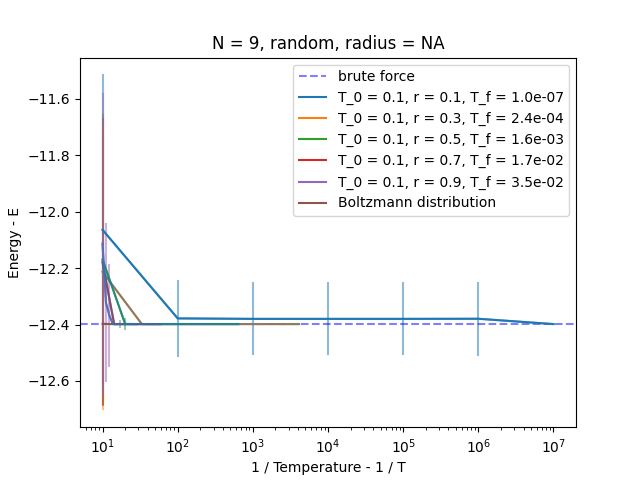 N = 9, random, radius = NA
brute force
T_0 = 0.1, r = 0.1, T_f = 1.0e-07
T_0 = 0.1, r = 0.3, T_f = 2.4e-04
T_0 = 0.1, r = 0.5, T_f = 1.6e-03
T_0 = 0.1, r = 0.7, T_f = 1.7e-02
T_0 = 0.1, r = 0.9, T_f = 3.5e-02
Boltzmann distribution
Energy - E
−11.6
−11.8
−12.0
−12.2
−12.4
−12.6
10¹ 10² 10³ 10⁴ 10⁵ 10⁶ 10⁷
1 / Temperature - 1 / T